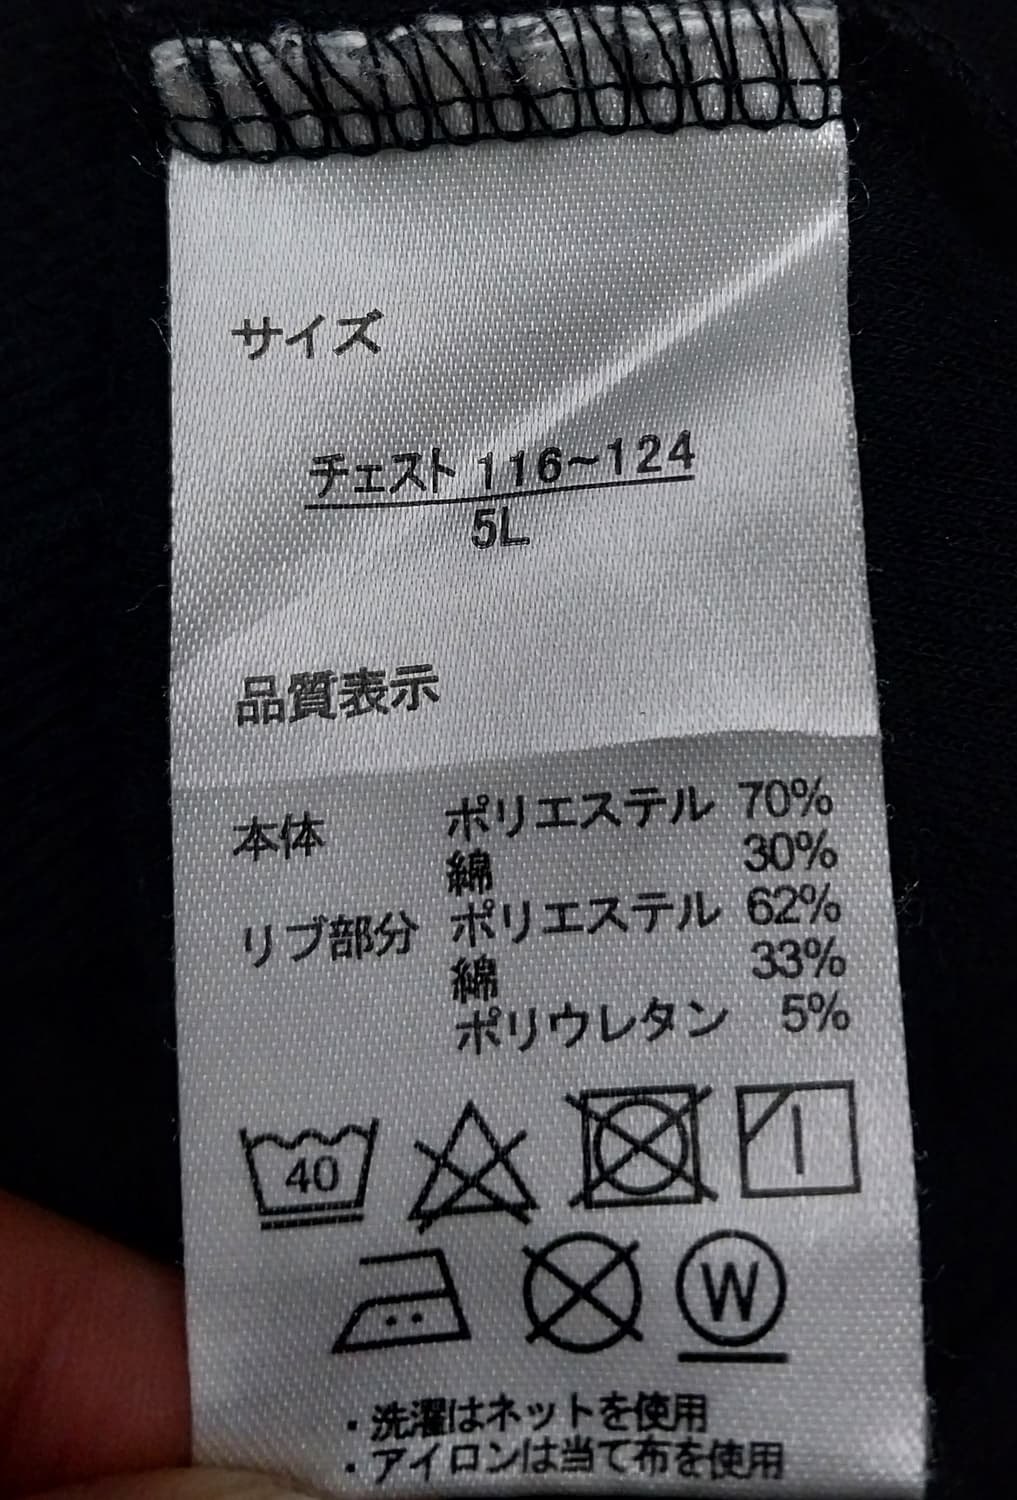 サイズ
チェスト 116~124
5L
品質表示
本体 ポリエステル 70%
綿 30%
リブ部分 ポリエステル 62%
綿 33%
ポリウレタン 5%
40
W
・洗濯はネットを使用
・アイロンは当て布を使用